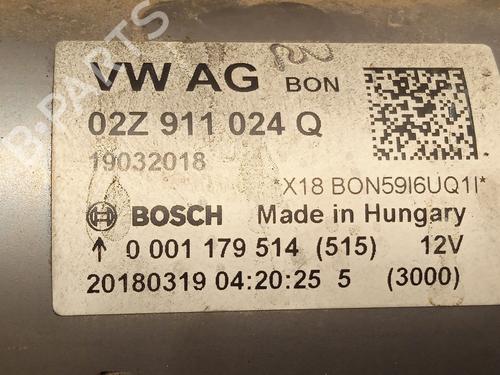 VW AG BON
02Z 911 024 Q
19032018
*X18 BON59I6UQ1I*
BOSCH Made in Hungary
↑ 0 001 179 514 (515) 12V
20180319 04:20:25 5 (3000)
B-PARTS